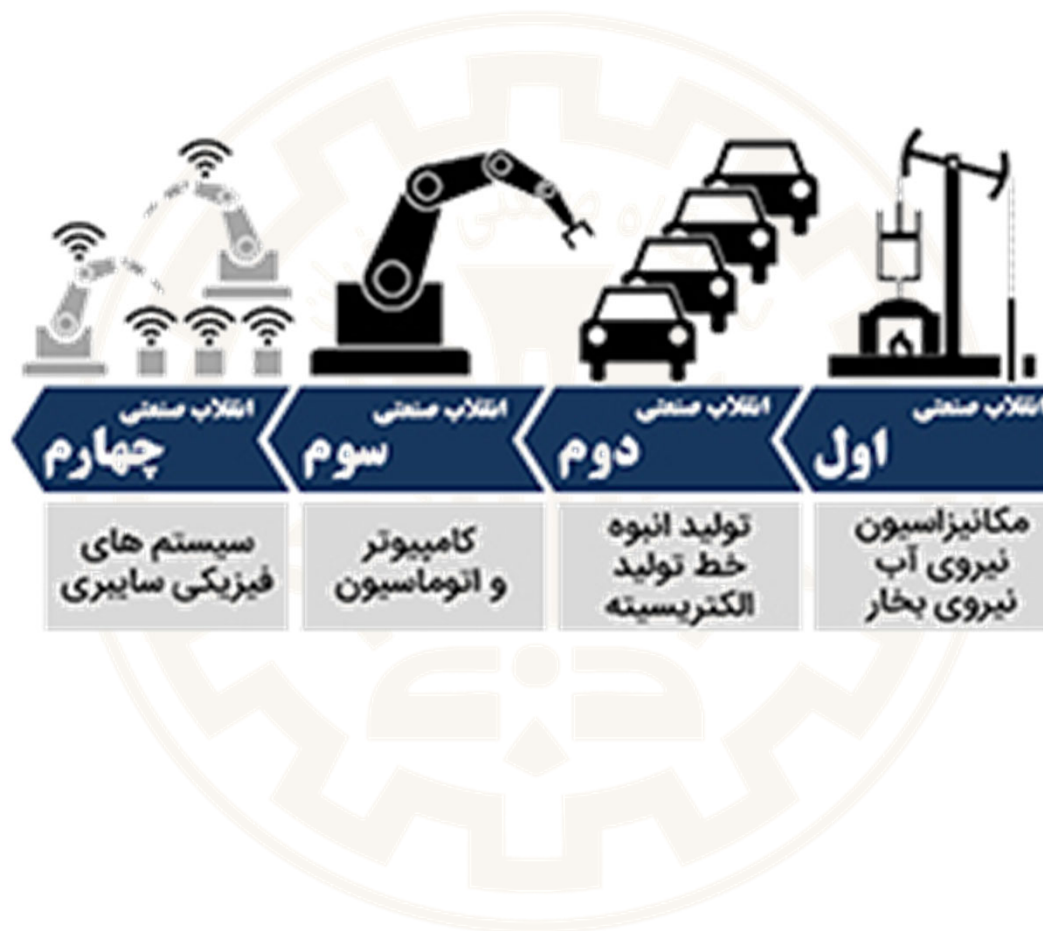 انقلاب صنعتی
اول
مکانیزاسیون
نیروی آب
نیروی بخار
انقلاب صنعتی
دوم
تولید انبوه
خط تولید
الکتریسیته
انقلاب صنعتی
سوم
کامپیوتر
و اتوماسیون
انقلاب صنعتی
چهارم
سیستم های
فیزیکی سایبری